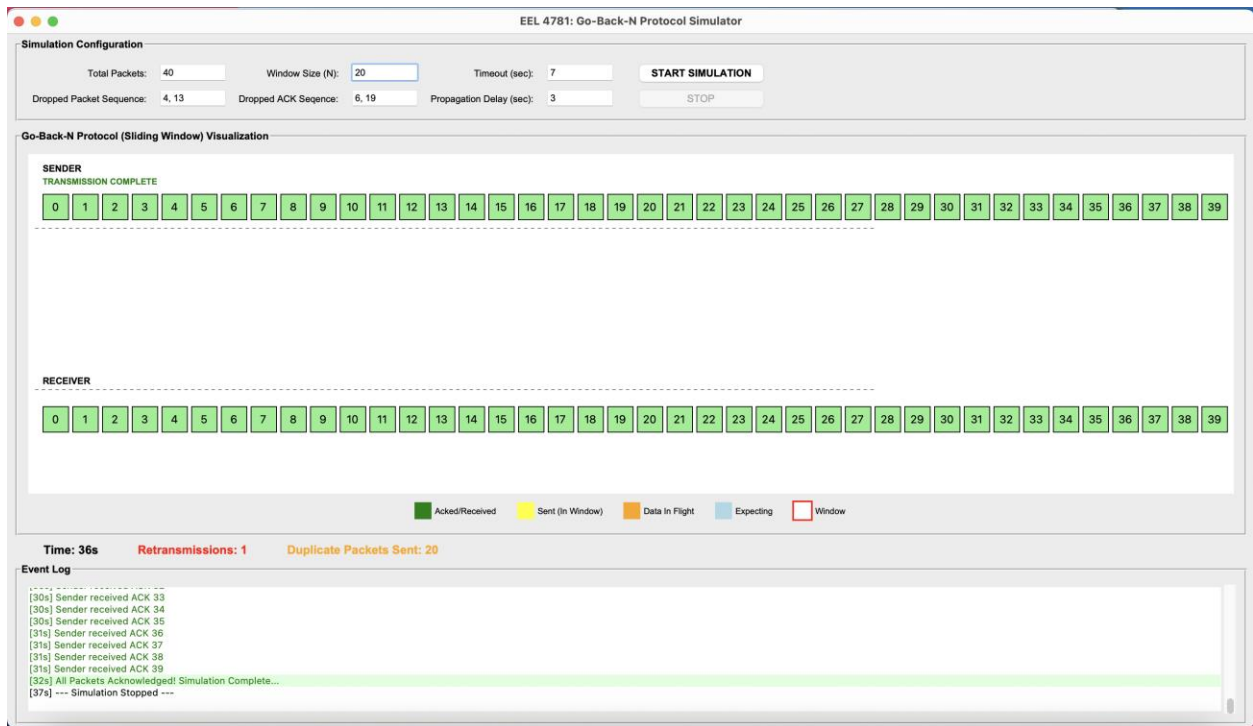 EEL 4781: Go-Back-N Protocol Simulator
Simulation Configuration
Total Packets: 40 Window Size (N): 20 Timeout (sec): 7 START SIMULATION
Dropped Packet Sequence: 4, 13 Dropped ACK Seqence: 6, 19 Propagation Delay (sec): 3 STOP
Go-Back-N Protocol (Sliding Window) Visualization
SENDER
TRANSMISSION COMPLETE
0 1 2 3 4 5 6 7 8 9 10 11 12 13 14 15 16 17 18 19 20 21 22 23 24 25 26 27 28 29 30 31 32 33 34 35 36 37 38 39
RECEIVER
0 1 2 3 4 5 6 7 8 9 10 11 12 13 14 15 16 17 18 19 20 21 22 23 24 25 26 27 28 29 30 31 32 33 34 35 36 37 38 39
Acked/Received Sent (In Window) Data In Flight Expecting Window
Time: 36s Retransmissions: 1 Duplicate Packets Sent: 20
Event Log
[30s] Sender received ACK 33
[30s] Sender received ACK 34
[30s] Sender received ACK 35
[31s] Sender received ACK 36
[31s] Sender received ACK 37
[31s] Sender received ACK 38
[31s] Sender received ACK 39
[32s] All Packets Acknowledged! Simulation Complete...
[37s] --- Simulation Stopped ---